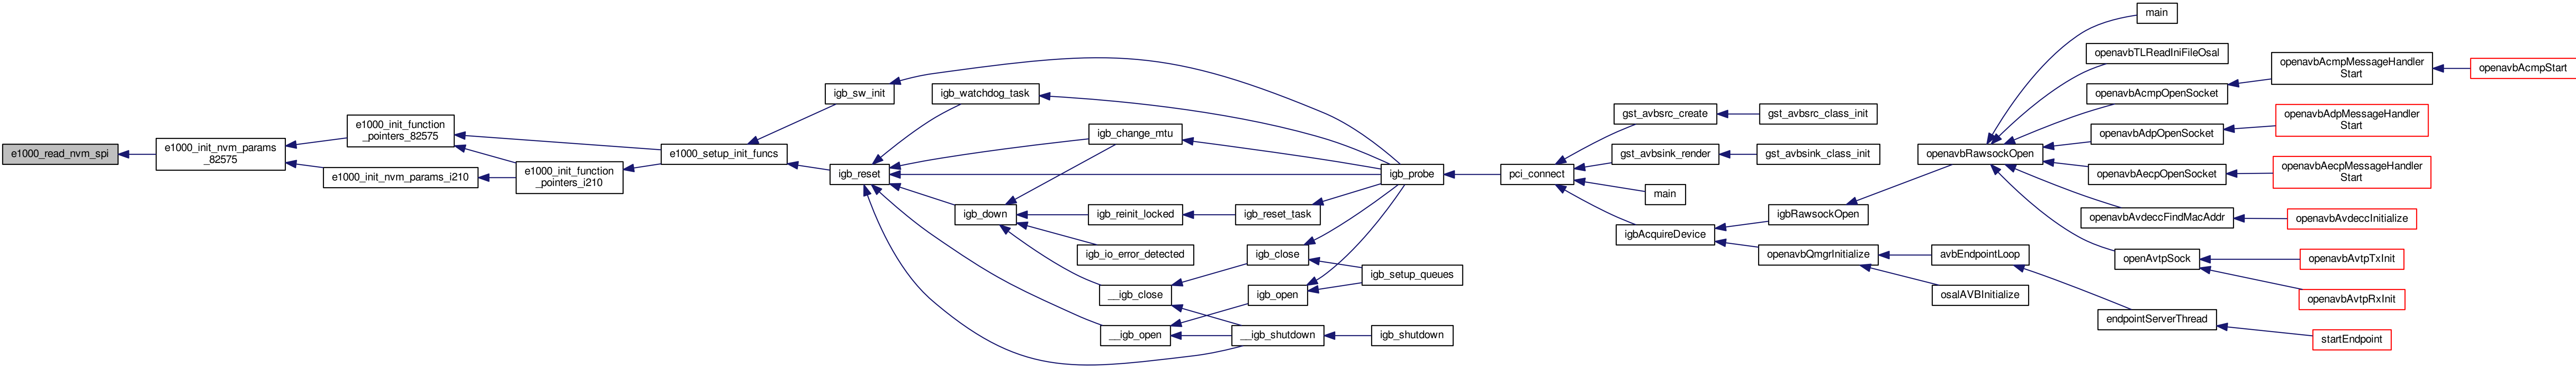 e1000_read_nvm_spi
e1000_init_nvm_params
_82575
e1000_init_function
_pointers_82575
e1000_init_nvm_params_i210
e1000_init_function
_pointers_i210
e1000_setup_init_funcs
igb_sw_init
igb_reset
igb_watchdog_task
igb_change_mtu
igb_down
igb_reinit_locked
igb_reset_task
igb_io_error_detected
igb_close
__igb_close
igb_setup_queues
igb_open
__igb_open
__igb_shutdown
igb_shutdown
igb_probe
pci_connect
gst_avbsrc_create
gst_avbsrc_class_init
gst_avbsink_render
gst_avbsink_class_init
main
igbAcquireDevice
igbRawsockOpen
openavbQmgrInitialize
avbEndpointLoop
osalAVBInitialize
openavbRawsockOpen
main
openavbTLReadIniFileOsal
openavbAcmpOpenSocket
openavbAcmpMessageHandler
Start
openavbAcmpStart
openavbAdpOpenSocket
openavbAdpMessageHandler
Start
openavbAecpOpenSocket
openavbAecpMessageHandler
Start
openavbAvdeccFindMacAddr
openavbAvdeccInitialize
openAvtpSock
openavbAvtpTxInit
openavbAvtpRxInit
endpointServerThread
startEndpoint